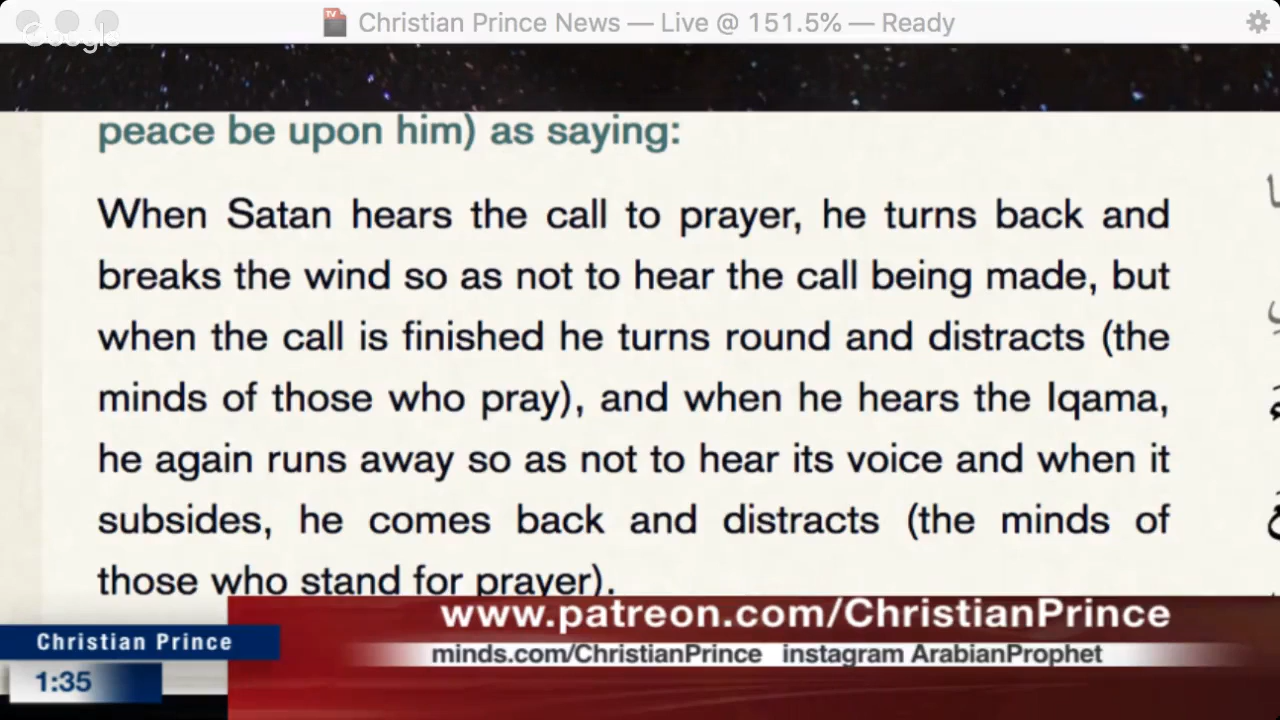 Christian Prince News — Live @ 151.5% — Ready
Google
peace be upon him) as saying:
When Satan hears the call to prayer, he turns back and
breaks the wind so as not to hear the call being made, but
when the call is finished he turns round and distracts (the
minds of those who pray), and when he hears the Iqama,
he again runs away so as not to hear its voice and when it
subsides, he comes back and distracts (the minds of
those who stand for prayer).
www.patreon.com/ChristianPrince
Christian Prince
minds.com/ChristianPrince instagram ArabianProphet
1:35